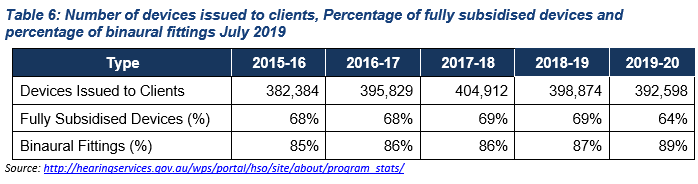 Table 6: Number of devices issued to clients, Percentage of fully subsidised devices and
percentage of binaural fittings July 2019
Type 2015-16 2016-17 2017-18 2018-19 2019-20
Devices Issued to Clients 382,384 395,829 404,912 398,874 392,598
Fully Subsidised Devices (%) 68% 68% 69% 69% 64%
Binaural Fittings (%) 85% 86% 86% 87% 89%
Source: http://hearingservices.gov.au/wps/portal/hso/site/about/program_stats/